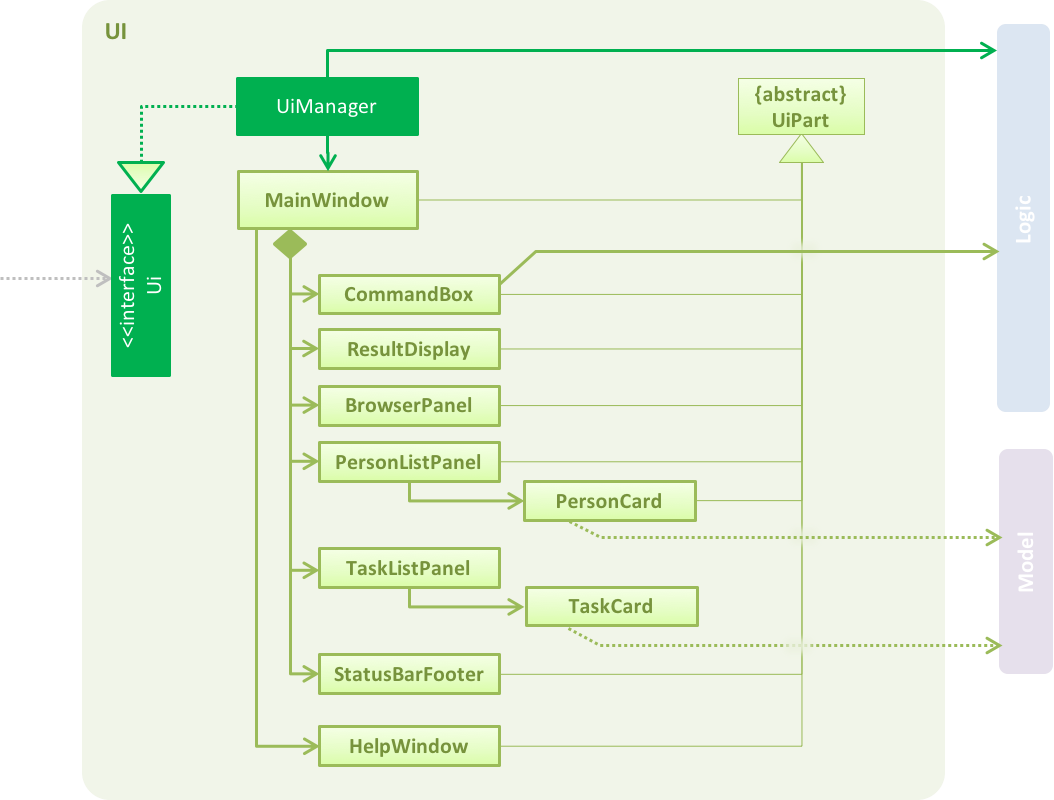 UI
UiManager
{abstract}
UiPart
MainWindow
<<interface>>
Ui
Logic
CommandBox
ResultDisplay
BrowserPanel
PersonListPanel
PersonCard
TaskListPanel
TaskCard
Model
StatusBarFooter
HelpWindow